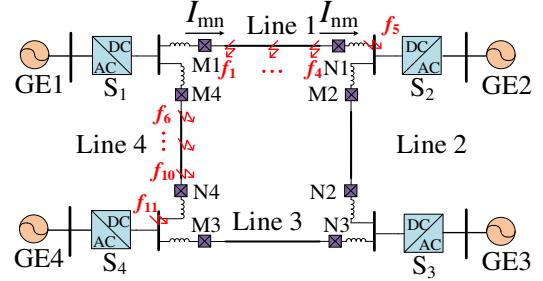 I_mn Line 1 I_nm
f_5
DC AC M1 f_1 ... f_4 N1 DC AC
GE1 S_1 M4 M2 S_2 GE2
f_6
Line 4 ⋮ Line 2
f_10
N4 N2
f_11
DC AC M3 N3 DC AC
Line 3
GE4 S_4 S_3 GE3